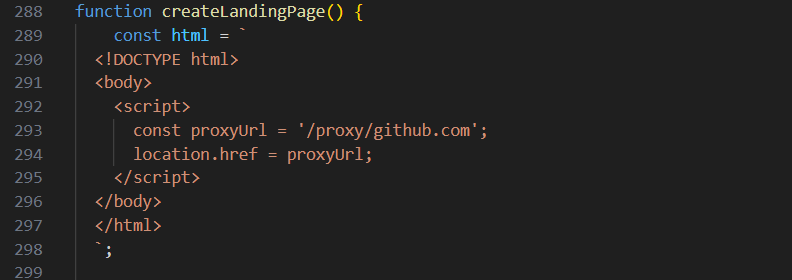 288 function createLandingPage() {
289 const html = `
290 <!DOCTYPE html>
291 <body>
292 <script>
293 const proxyUrl = '/proxy/github.com';
294 location.href = proxyUrl;
295 </script>
296 </body>
297 </html>
298 `;
299